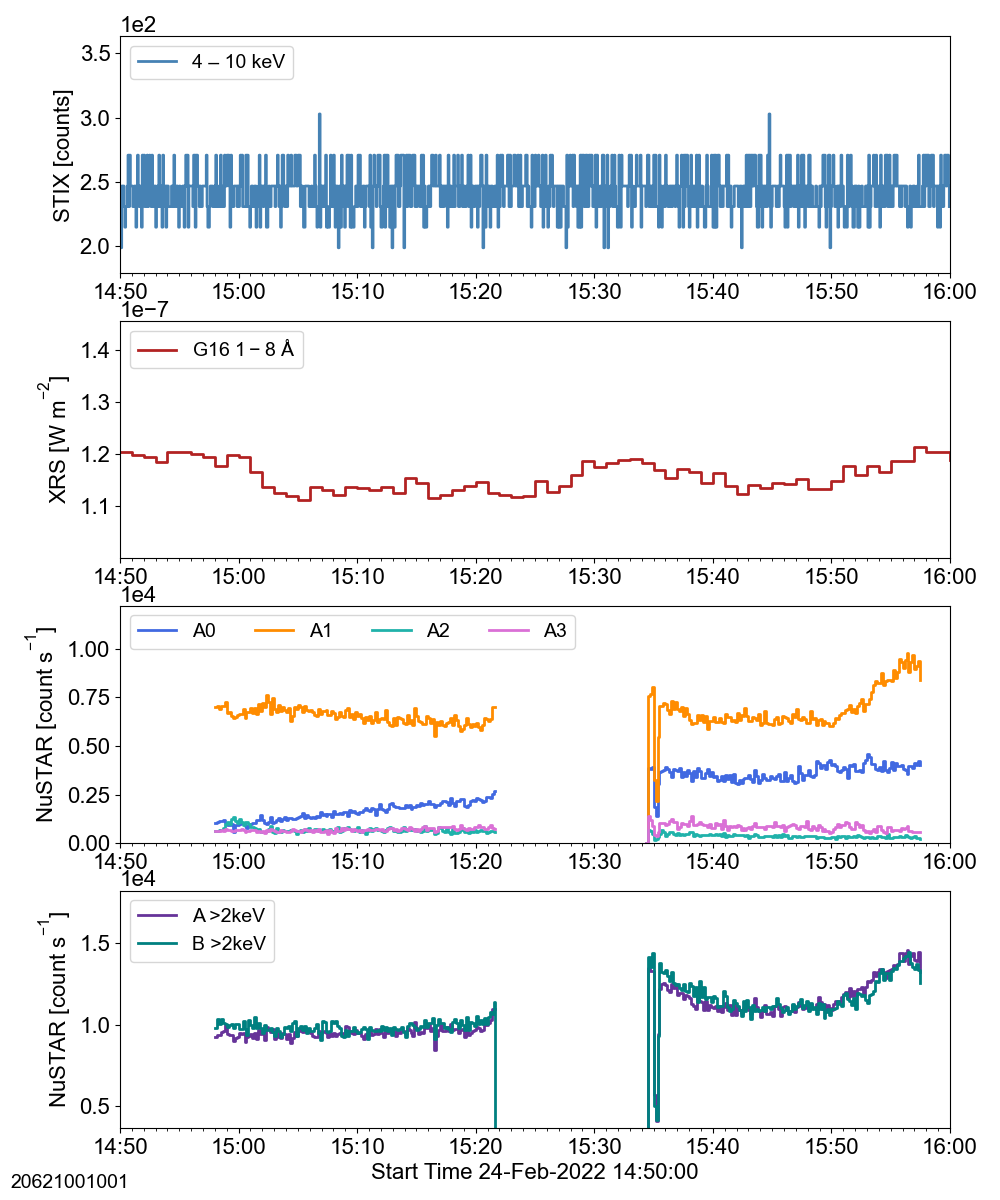 1e2
3.5
3.0
2.5
2.0
STIX [counts]
4 – 10 keV
14:50 15:00 15:10 15:20 15:30 15:40 15:50 16:00
1e−7
1.4
1.3
1.2
1.1
XRS [W m−2]
G16 1 − 8 Å
14:50 15:00 15:10 15:20 15:30 15:40 15:50 16:00
1e4
1.00
0.75
0.50
0.25
0.00
NuSTAR [count s−1]
A0 A1 A2 A3
14:50 15:00 15:10 15:20 15:30 15:40 15:50 16:00
1e4
1.5
1.0
0.5
NuSTAR [count s−1]
A >2keV
B >2keV
14:50 15:00 15:10 15:20 15:30 15:40 15:50 16:00
Start Time 24-Feb-2022 14:50:00
20621001001